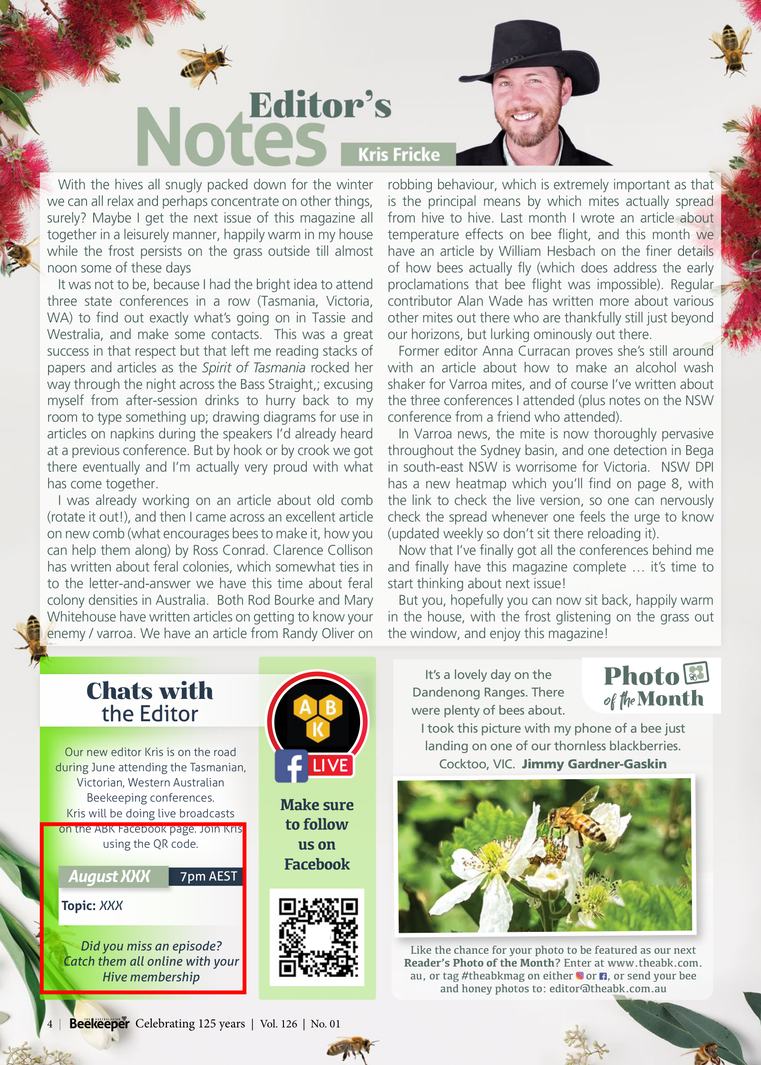 Editor's
Notes
Kris Fricke
With the hives all snugly packed down for the winter
we can all relax and perhaps concentrate on other things,
surely? Maybe I get the next issue of this magazine all
together in a leisurely manner, happily warm in my house
while the frost persists on the grass outside till almost
noon some of these days
It was not to be, because I had the bright idea to attend
three state conferences in a row (Tasmania, Victoria,
WA) to find out exactly what's going on in Tassie and
Westralia, and make some contacts. This was a great
success in that respect but that left me reading stacks of
papers and articles as the Spirit of Tasmania rocked her
way through the night across the Bass Straight,; excusing
myself from after-session drinks to hurry back to my
room to type something up; drawing diagrams for use in
articles on napkins during the speakers I'd already heard
at a previous conference. But by hook or by crook we got
there eventually and I'm actually very proud with what
has come together.
I was already working on an article about old comb
(rotate it out!), and then I came across an excellent article
on new comb (what encourages bees to make it, how you
can help them along) by Ross Conrad. Clarence Collison
has written about feral colonies, which somewhat ties in
to the letter-and-answer we have this time about feral
colony densities in Australia. Both Rod Bourke and Mary
Whitehouse have written articles on getting to know your
enemy / varroa. We have an article from Randy Oliver on
robbing behaviour, which is extremely important as that
is the principal means by which mites actually spread
from hive to hive. Last month I wrote an article about
temperature effects on bee flight, and this month we
have an article by William Hesbach on the finer details
of how bees actually fly (which does address the early
proclamations that bee flight was impossible). Regular
contributor Alan Wade has written more about various
other mites out there who are thankfully still just beyond
our horizons, but lurking ominously out there.
Former editor Anna Curracan proves she's still around
with an article about how to make an alcohol wash
shaker for Varroa mites, and of course I've written about
the three conferences I attended (plus notes on the NSW
conference from a friend who attended).
In Varroa news, the mite is now thoroughly pervasive
throughout the Sydney basin, and one detection in Bega
in south-east NSW is worrisome for Victoria. NSW DPI
has a new heatmap which you'll find on page 8, with
the link to check the live version, so one can nervously
check the spread whenever one feels the urge to know
(updated weekly so don't sit there reloading it).
Now that I've finally got all the conferences behind me
and finally have this magazine complete … it's time to
start thinking about next issue!
But you, hopefully you can now sit back, happily warm
in the house, with the frost glistening on the grass out
the window, and enjoy this magazine!
Chats with
the Editor
Our new editor Kris is on the road
during June attending the Tasmanian,
Victorian, Western Australian
Beekeeping conferences.
Kris will be doing live broadcasts
on the ABK Facebook page. Join Kris
using the QR code.
August XXX
7pm AEST
Topic: XXX
Did you miss an episode?
Catch them all online with your
Hive membership
A B
K
f LIVE
Make sure
to follow
us on
Facebook
It's a lovely day on the
Dandenong Ranges. There
were plenty of bees about.
I took this picture with my phone of a bee just
landing on one of our thornless blackberries.
Cocktoo, VIC. Jimmy Gardner-Gaskin
Photo
of the Month
Like the chance for your photo to be featured as our next
Reader's Photo of the Month? Enter at www.theabk.com.
au, or tag #theabkmag on either or , or send your bee
and honey photos to: editor@theabk.com.au
4 | Beekeeper Celebrating 125 years | Vol. 126 | No. 01